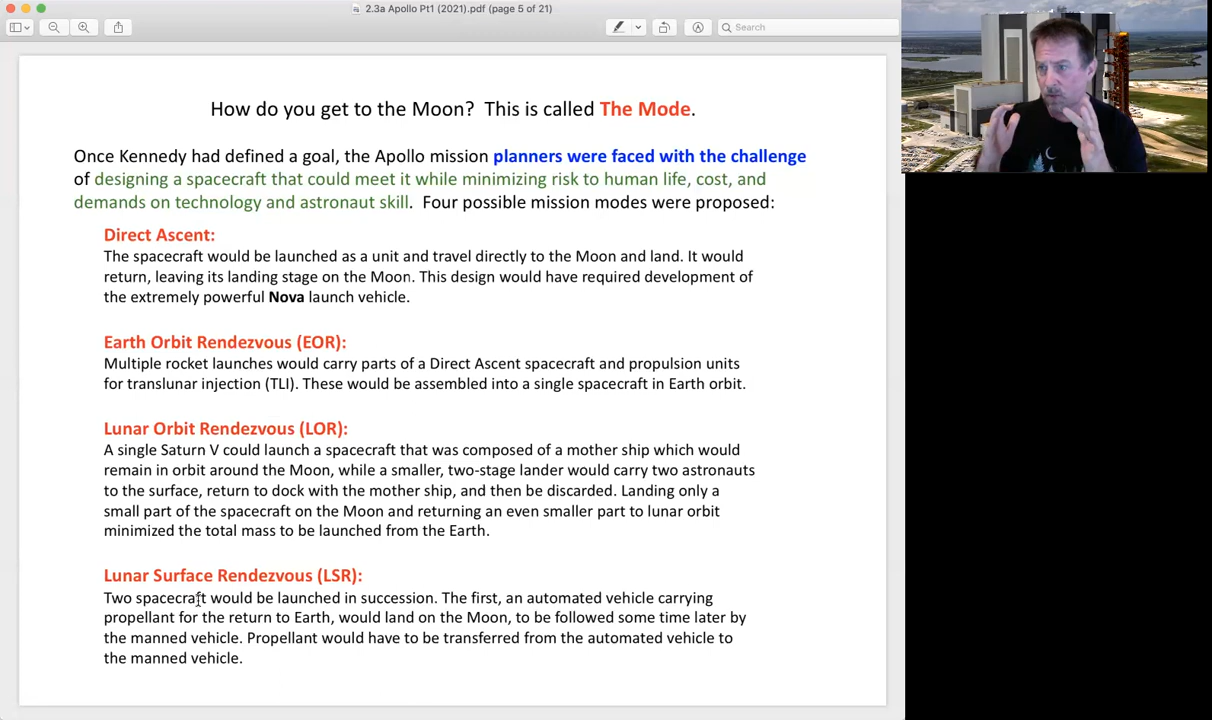 2.3a Apollo Pt1 (2021).pdf (page 5 of 21)
Search
How do you get to the Moon? This is called The Mode.
Once Kennedy had defined a goal, the Apollo mission planners were faced with the challenge
of designing a spacecraft that could meet it while minimizing risk to human life, cost, and
demands on technology and astronaut skill. Four possible mission modes were proposed:
Direct Ascent:
The spacecraft would be launched as a unit and travel directly to the Moon and land. It would
return, leaving its landing stage on the Moon. This design would have required development of
the extremely powerful Nova launch vehicle.
Earth Orbit Rendezvous (EOR):
Multiple rocket launches would carry parts of a Direct Ascent spacecraft and propulsion units
for translunar injection (TLI). These would be assembled into a single spacecraft in Earth orbit.
Lunar Orbit Rendezvous (LOR):
A single Saturn V could launch a spacecraft that was composed of a mother ship which would
remain in orbit around the Moon, while a smaller, two-stage lander would carry two astronauts
to the surface, return to dock with the mother ship, and then be discarded. Landing only a
small part of the spacecraft on the Moon and returning an even smaller part to lunar orbit
minimized the total mass to be launched from the Earth.
Lunar Surface Rendezvous (LSR):
Two spacecraft would be launched in succession. The first, an automated vehicle carrying
propellant for the return to Earth, would land on the Moon, to be followed some time later by
the manned vehicle. Propellant would have to be transferred from the automated vehicle to
the manned vehicle.